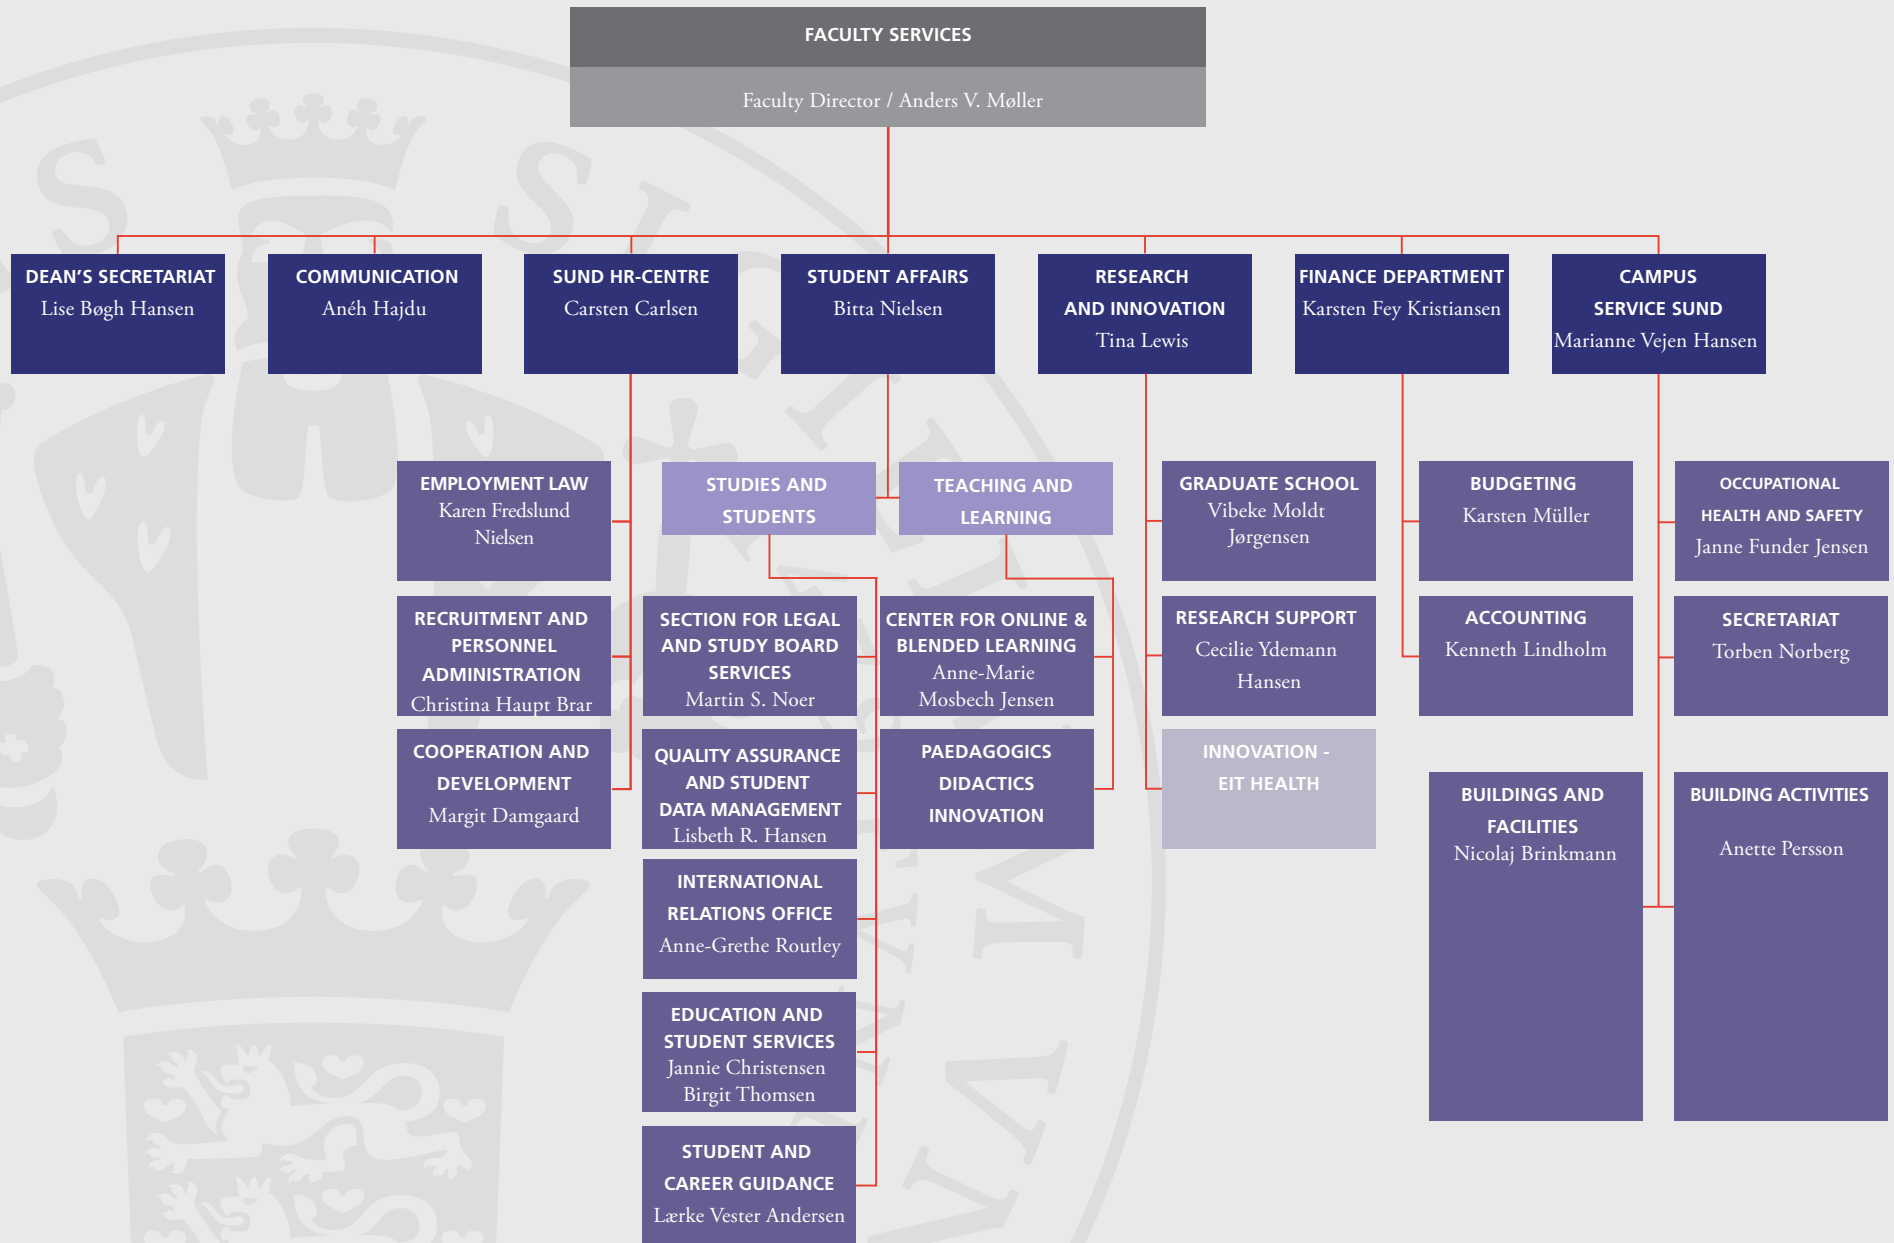 FACULTY SERVICES
Faculty Director / Anders V. Møller
DEAN’S SECRETARIAT
Lise Bøgh Hansen
COMMUNICATION
Anéh Hajdu
SUND HR-CENTRE
Carsten Carlsen
STUDENT AFFAIRS
Bitta Nielsen
RESEARCH
AND INNOVATION
Tina Lewis
FINANCE DEPARTMENT
Karsten Fey Kristiansen
CAMPUS
SERVICE SUND
Marianne Vejen Hansen
EMPLOYMENT LAW
Karen Fredslund
Nielsen
RECRUITMENT AND
PERSONNEL
ADMINISTRATION
Christina Haupt Brar
COOPERATION AND
DEVELOPMENT
Margit Damgaard
STUDIES AND
STUDENTS
SECTION FOR LEGAL
AND STUDY BOARD
SERVICES
Martin S. Noer
QUALITY ASSURANCE
AND STUDENT
DATA MANAGEMENT
Lisbeth R. Hansen
INTERNATIONAL
RELATIONS OFFICE
Anne-Grethe Routley
EDUCATION AND
STUDENT SERVICES
Jannie Christensen
Birgit Thomsen
STUDENT AND
CAREER GUIDANCE
Lærke Vester Andersen
TEACHING AND
LEARNING
CENTER FOR ONLINE &
BLENDED LEARNING
Anne-Marie
Mosbech Jensen
PAEDAGOGICS
DIDACTICS
INNOVATION
GRADUATE SCHOOL
Vibeke Moldt
Jørgensen
RESEARCH SUPPORT
Cecilie Ydemann
Hansen
INNOVATION -
EIT HEALTH
BUDGETING
Karsten Müller
ACCOUNTING
Kenneth Lindholm
OCCUPATIONAL
HEALTH AND SAFETY
Janne Funder Jensen
SECRETARIAT
Torben Norberg
BUILDINGS AND
FACILITIES
Nicolaj Brinkmann
BUILDING ACTIVITIES
Anette Persson